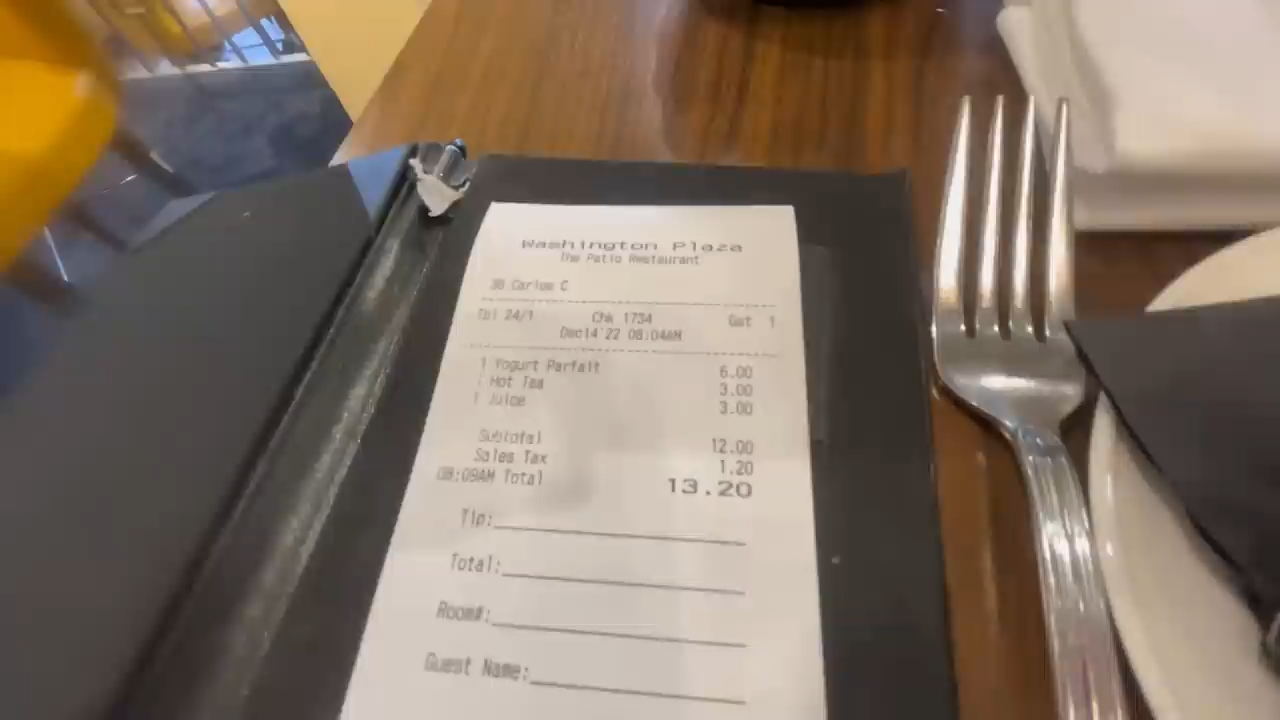 Washington Plaza
The Patio Restaurant
38 Carlos C
Tbl 24/1 Chk 1734 Gst 1
Dec14'22 08:04AM
1 Yogurt Parfait 6.00
1 Hot Tea 3.00
1 Juice 3.00
Subtotal 12.00
Sales Tax 1.20
08:09AM Total 13.20
Tip:
Total:
Room#:
Guest Name: